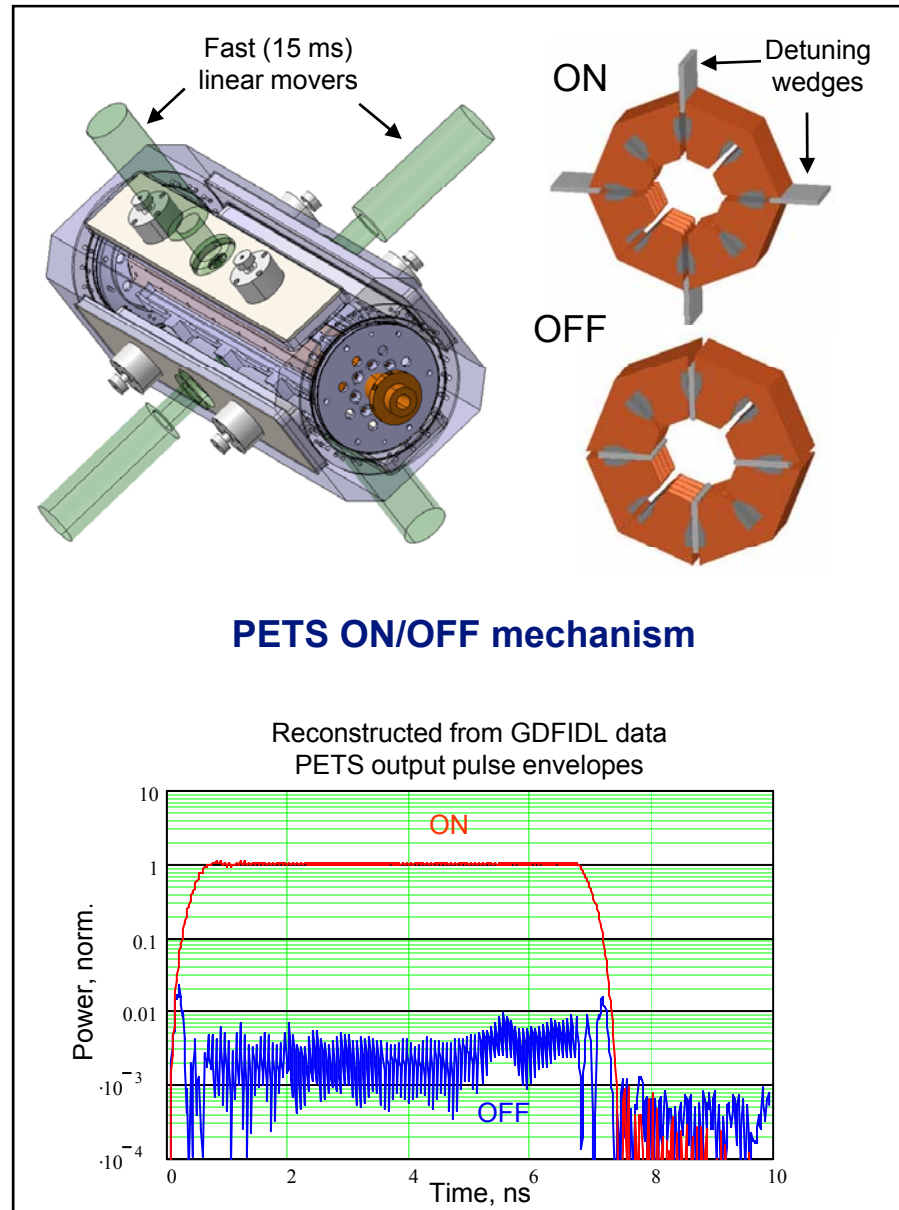 Fast (15 ms)
linear movers
ON
Detuning
wedges
OFF
PETS ON/OFF mechanism
Reconstructed from GDFIDL data
PETS output pulse envelopes
10
1
0.1
0.01
·10⁻³
·10⁻⁴
Power, norm.
ON
OFF
0 2 4 6 8 10
Time, ns